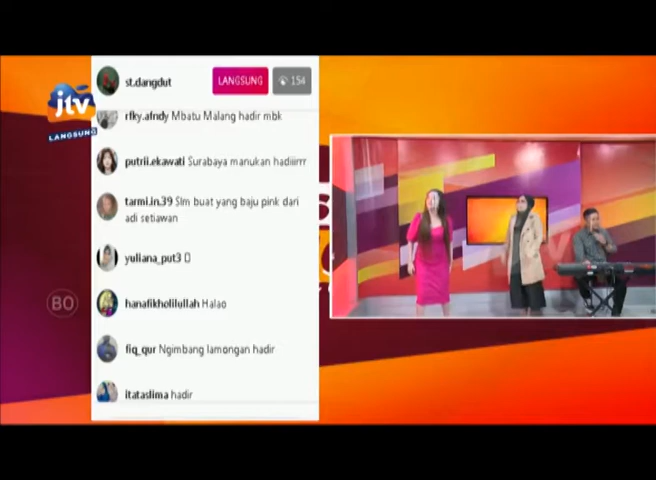 st.dangdut
LANGSUNG
154
jtv
LANGSUNG
rfky.afndy Mbatu Malang hadir mbk
putrii.ekawati Surabaya manukan hadiiirrr
tarmi.in.39 Slm buat yang baju pink dari
adi setiawan
yuliana_put3
hanafikholilullah Halao
BO
fiq_qur Ngimbang lamongan hadir
itataslima hadir